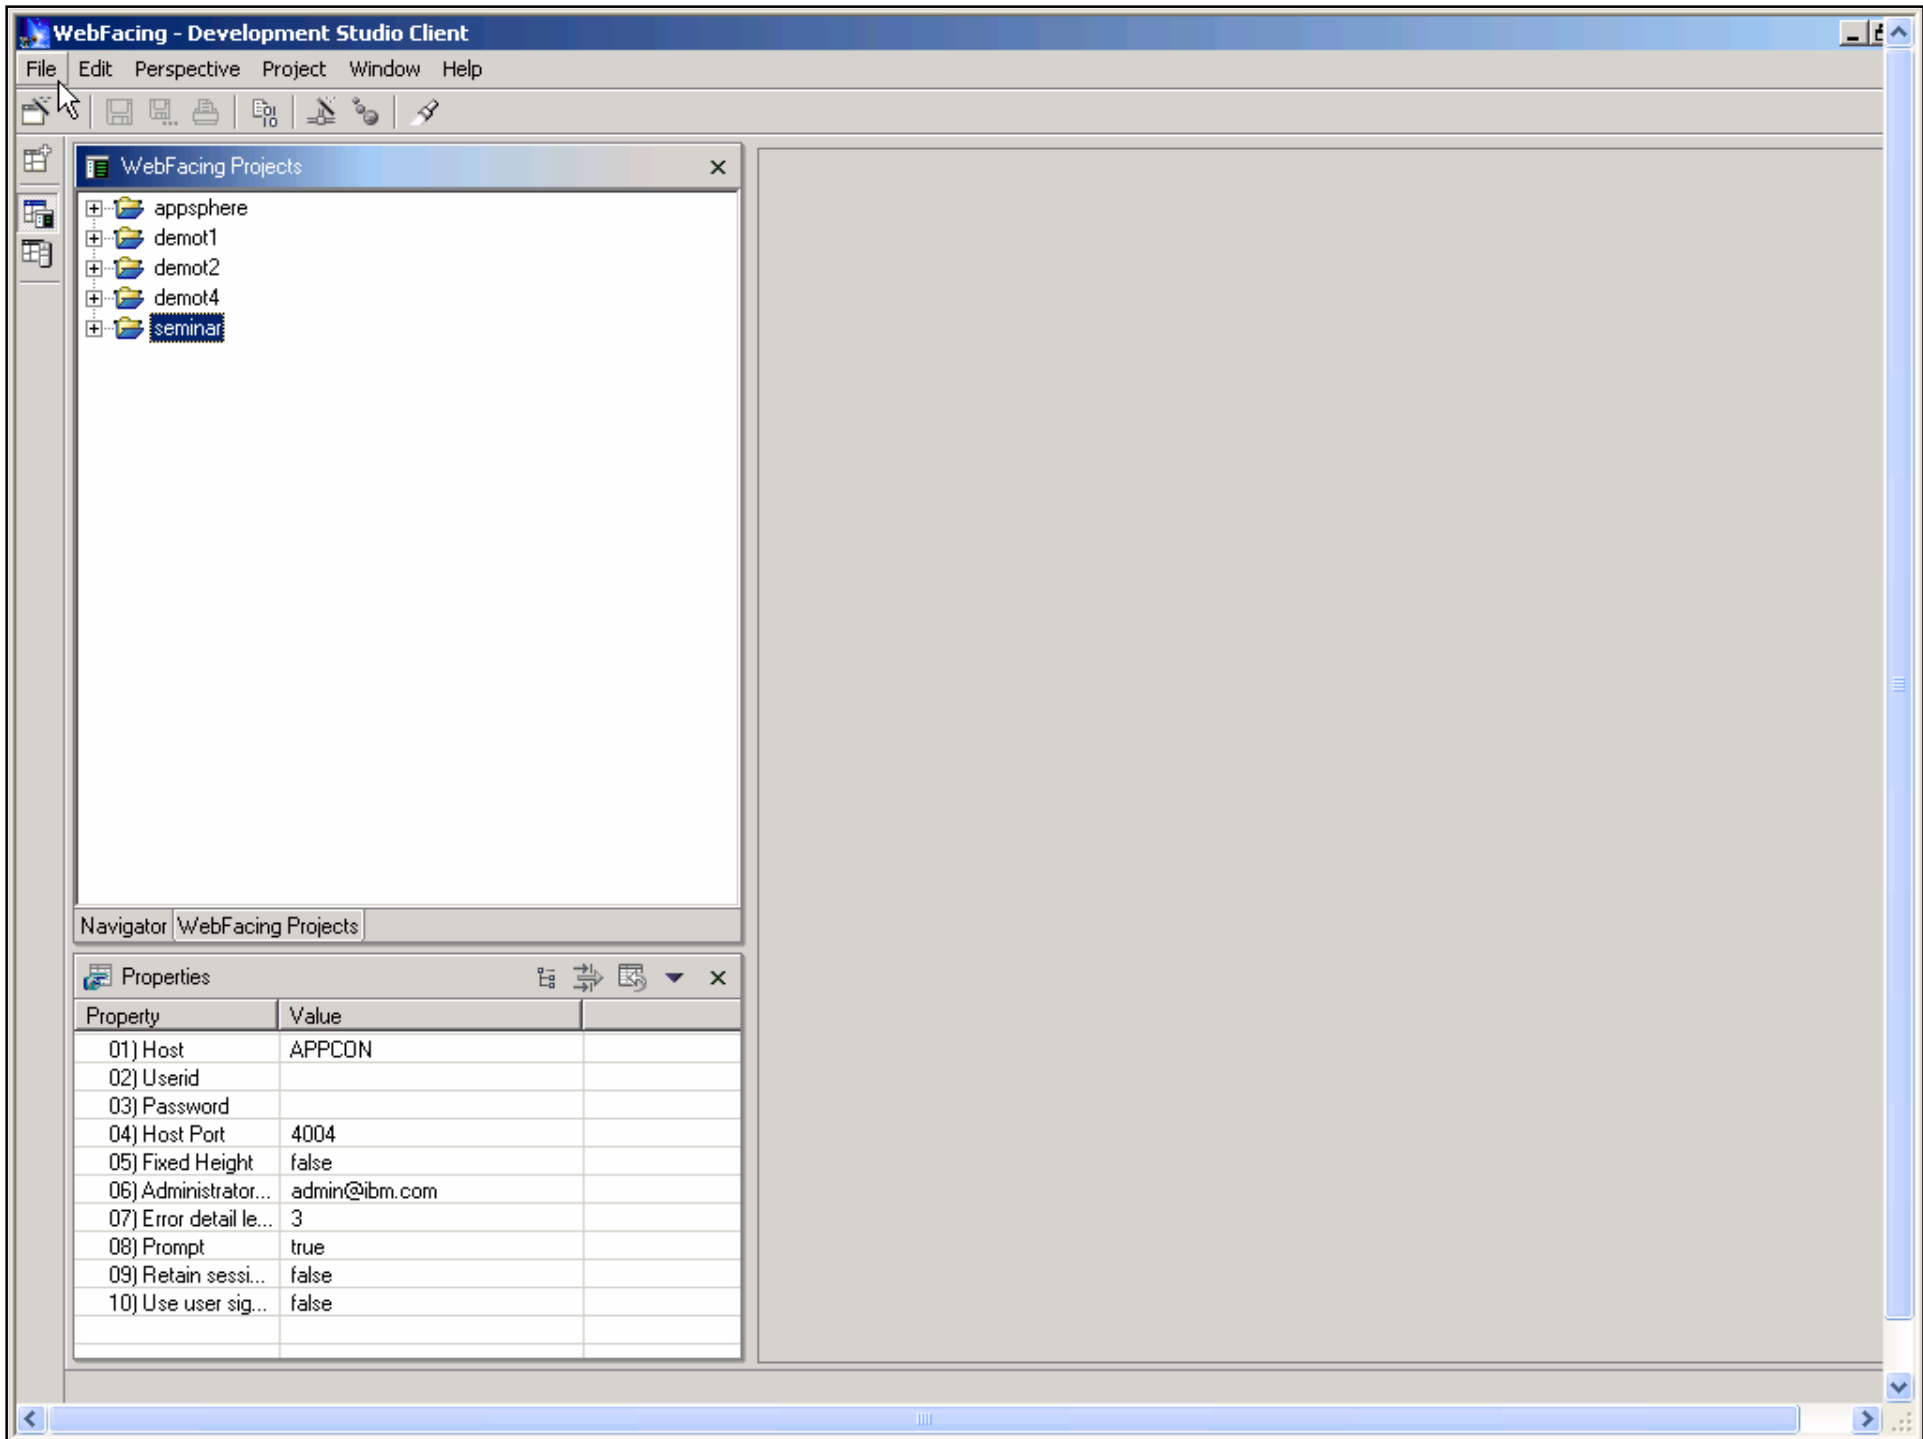 WebFacing - Development Studio Client
File Edit Perspective Project Window Help
WebFacing Projects
appsphere
demot1
demot2
demot4
seminar
Navigator WebFacing Projects
Properties
Property Value
01) Host APPCON
02) Userid
03) Password
04) Host Port 4004
05) Fixed Height false
06) Administrator... admin@ibm.com
07) Error detail le... 3
08) Prompt true
09) Retain sessi... false
10) Use user sig... false